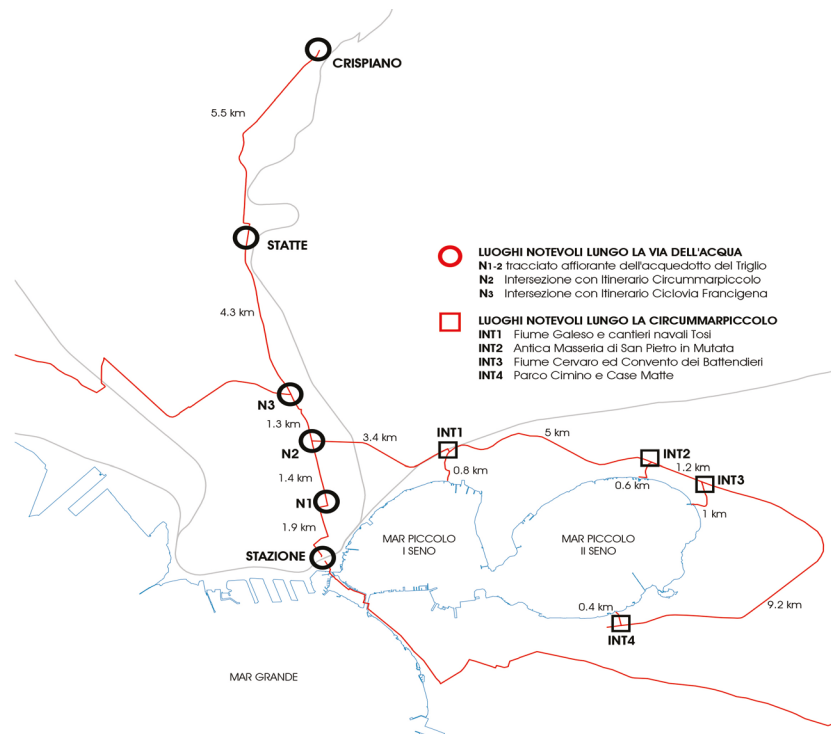 CRISPIANO
5.5 km
STATTE
4.3 km
LUOGHI NOTEVOLI LUNGO LA VIA DELL'ACQUA
N1-2 tracciato affiorante dell'acquedotto del Triglio
N2 Intersezione con Itinerario Circummarpiccolo
N3 Intersezione con Itinerario Ciclovia Francigena
LUOGHI NOTEVOLI LUNGO LA CIRCUMMARPICCOLO
INT1 Fiume Galeso e cantieri navali Tosi
INT2 Antica Masseria di San Pietro in Mutata
INT3 Fiume Cervaro ed Convento dei Battendieri
INT4 Parco Cimino e Case Matte
N3
1.3 km
N2
3.4 km
INT1
5 km
INT2
1.2 km
INT3
0.8 km
0.6 km
1 km
1.4 km
N1
1.9 km
STAZIONE
MAR PICCOLO
I SENO
MAR PICCOLO
II SENO
0.4 km
9.2 km
INT4
MAR GRANDE